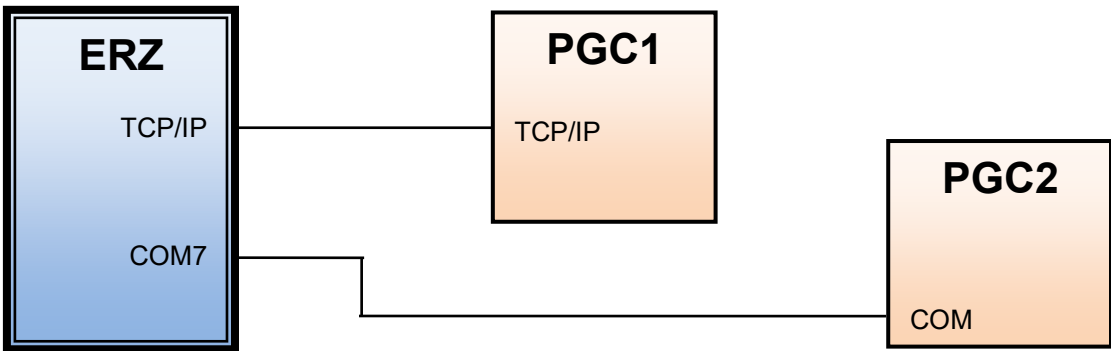 ERZ
TCP/IP
COM7
PGC1
TCP/IP
PGC2
COM